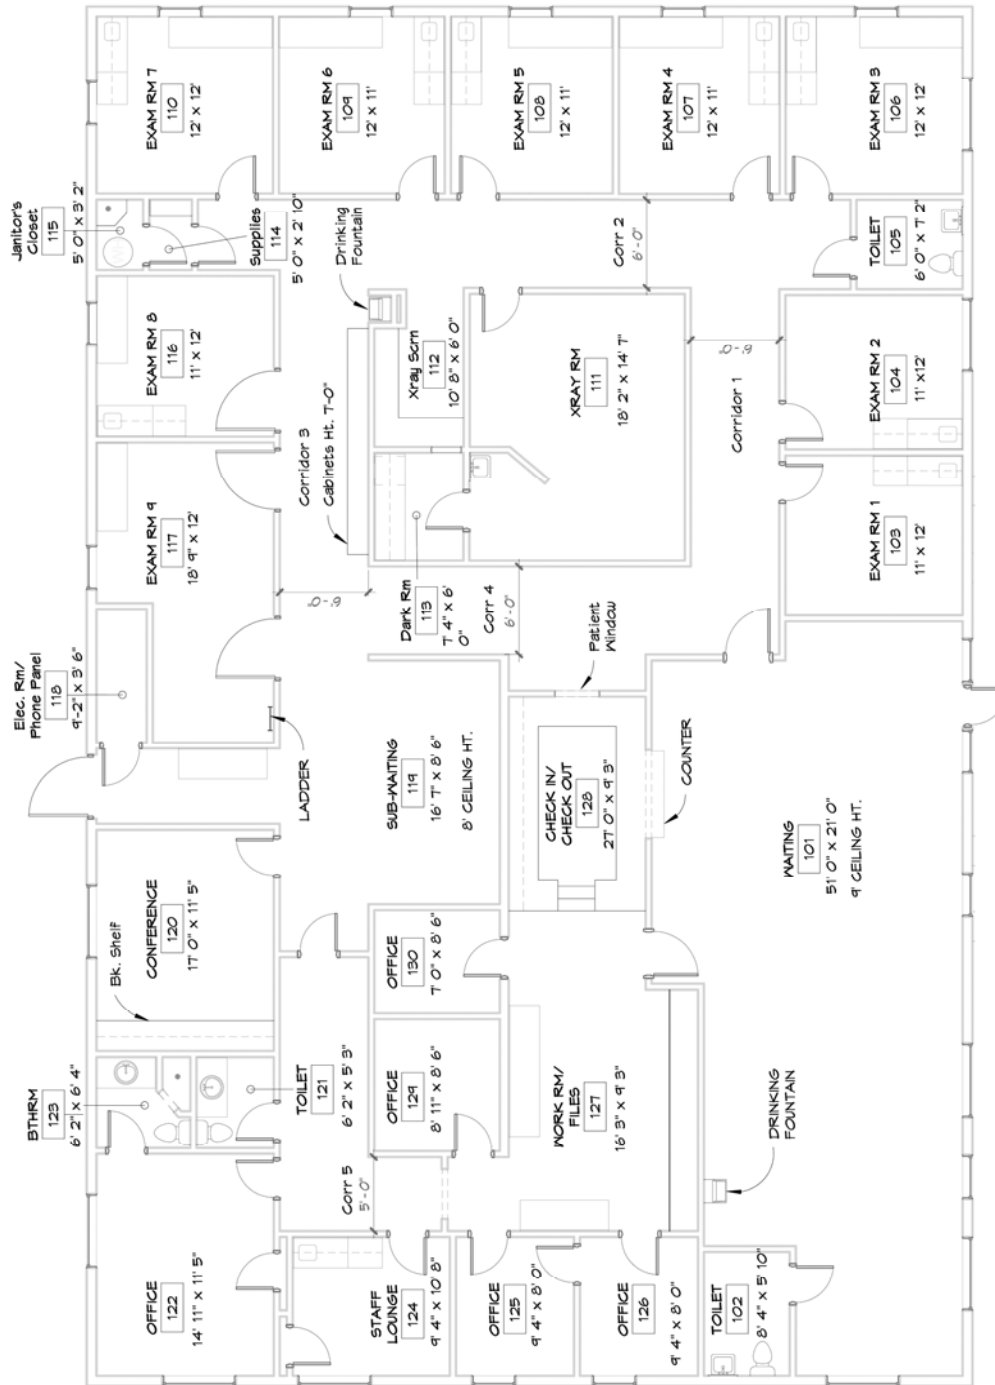 Janitor's
Closet
115
5' 0" x 3' 2"
EXAM RM 7
110
12' x 12'
EXAM RM 6
109
12' x 11'
EXAM RM 5
108
12' x 11'
EXAM RM 4
107
12' x 11'
EXAM RM 3
106
12' x 12'
Supplies
114
5' 0" x 2' 10"
Drinking
Fountain
Corr 2
6'-0"
TOILET
105
6' 0" x 7' 2"
EXAM RM 8
116
11' x 12'
Xray Scrn
112
10' 8" x 6' 0"
XRAY RM
111
18' 2" x 14' 7"
6'-0"
Corridor 1
EXAM RM 2
104
11' x12'
Corridor 3
Cabinets Ht. 7'-0"
EXAM RM 9
117
18' 9" x 12'
6'-0"
Dark Rm
113
7' 4" x 6'
0"
Corr 4
6'-0"
EXAM RM 1
103
11' x 12'
Elec. Rm/
Phone Panel
118
9'-2" x 3' 6"
LADDER
Patient
Window
SUB-WAITING
119
16' 7" x 8' 6"
8' CEILING HT.
CHECK IN/
CHECK OUT
128
27' 0" x 9' 3"
COUNTER
WAITING
101
51' 0" x 21' 0"
9' CEILING HT.
CONFERENCE
120
17' 0" x 11' 5"
Bk. Shelf
OFFICE
130
7' 0" x 8' 6"
BTHRM
123
6' 2" x 6' 4"
TOILET
121
6' 2" x 5' 3"
OFFICE
129
8' 11" x 8' 6"
WORK RM/
FILES
127
16' 3" x 9' 3"
DRINKING
FOUNTAIN
Corr 5
5'-0"
OFFICE
122
14' 11" x 11' 5"
STAFF
LOUNGE
124
9' 4" x 10' 8"
OFFICE
125
9' 4" x 8' 0"
OFFICE
126
9' 4" x 8' 0"
TOILET
102
8' 4" x 5' 10"